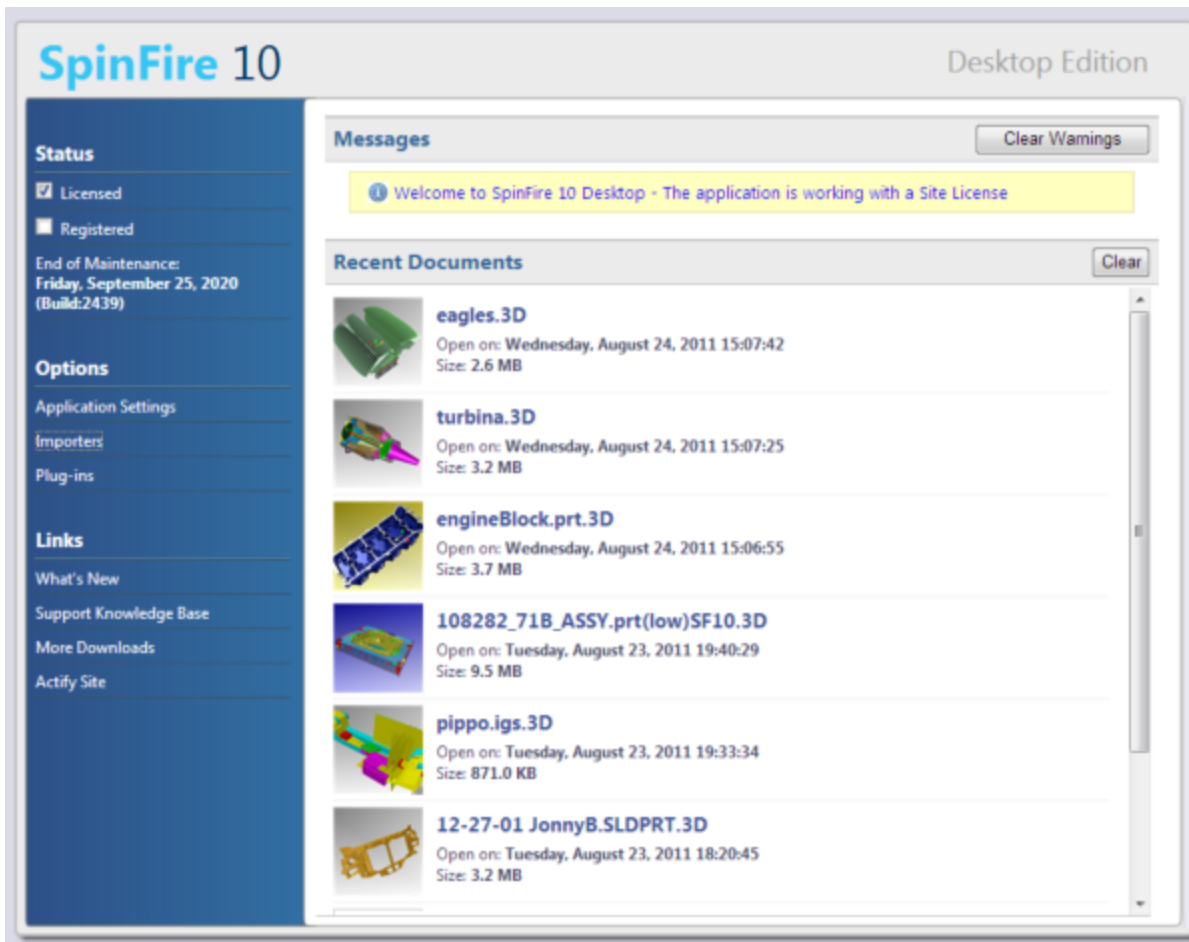 SpinFire 10
Desktop Edition
Status
Licensed
Registered
End of Maintenance:
Friday, September 25, 2020
(Build:2439)
Options
Application Settings
Importers
Plug-ins
Links
What's New
Support Knowledge Base
More Downloads
Actify Site
Messages
Clear Warnings
Welcome to SpinFire 10 Desktop - The application is working with a Site License
Recent Documents
Clear
eagles.3D
Open on: Wednesday, August 24, 2011 15:07:42
Size: 2.6 MB
turbina.3D
Open on: Wednesday, August 24, 2011 15:07:25
Size: 3.2 MB
engineBlock.prt.3D
Open on: Wednesday, August 24, 2011 15:06:55
Size: 3.7 MB
108282_71B_ASSY.prt(low)SF10.3D
Open on: Tuesday, August 23, 2011 19:40:29
Size: 9.5 MB
pippo.igs.3D
Open on: Tuesday, August 23, 2011 19:33:34
Size: 871.0 KB
12-27-01 JonnyB.SLDPRT.3D
Open on: Tuesday, August 23, 2011 18:20:45
Size: 3.2 MB